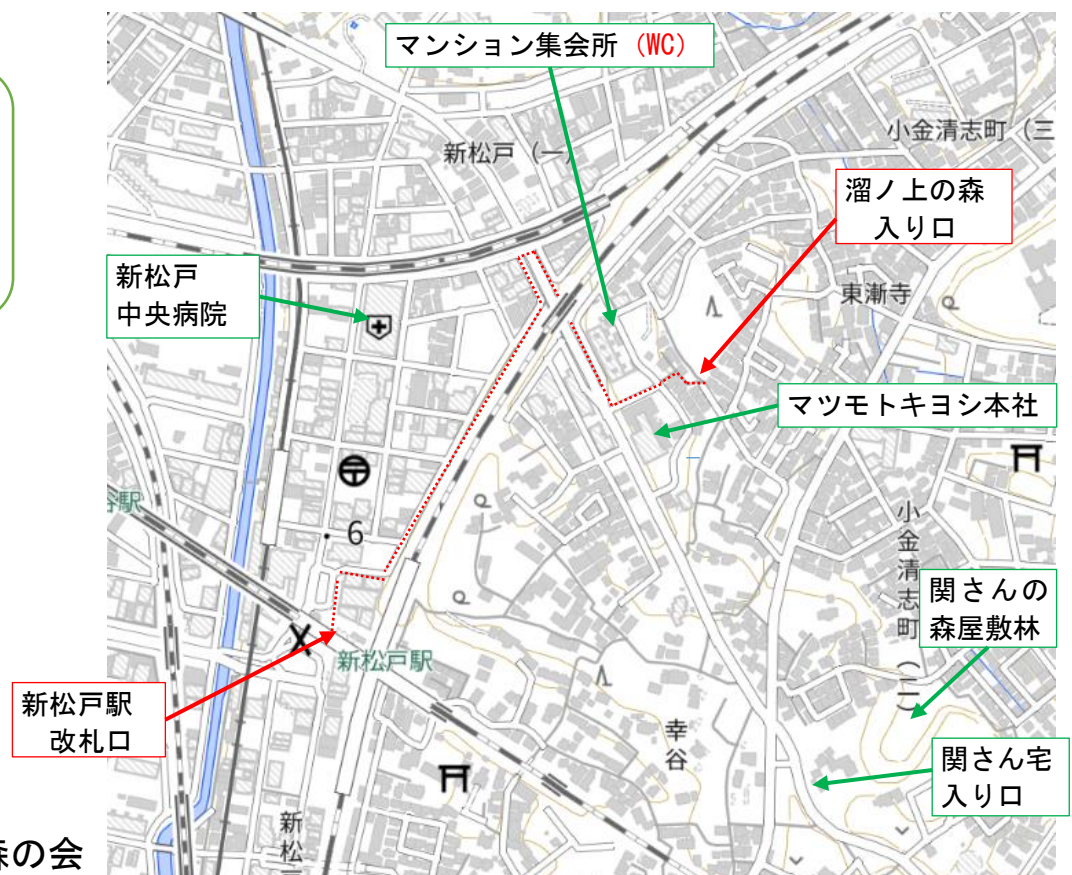 マンション集会所(WC)
小金清志町(三
新松戸(一)
溜ノ上の森
入り口
新松戸
中央病院
東漸寺
マツモトキヨシ本社
谷駅
. 6
小金清志町(二)
関さんの
森屋敷林
新松戸駅
新松戸駅
改札口
幸谷
関さん宅
入り口
新松
森の会